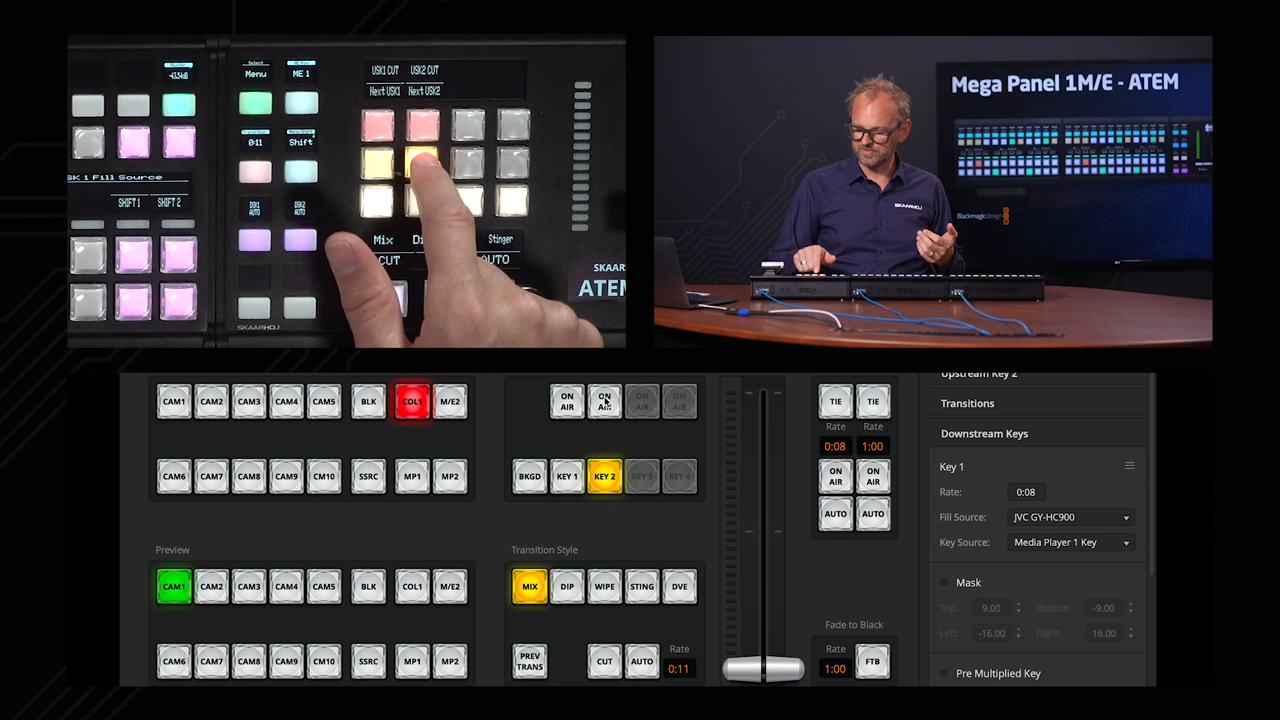 Master
-43.54dB
SK 1 Fill Source
SHIFT 1 SHIFT 2
Select
Menu
ME 1
0:11
Shift
DSK1 AUTO
DSK2 AUTO
SKAARHOJ
USK1 CUT USK2 CUT
Next USK1 Next USK2
Mix
Di
Stinger
CUT
AUTO
SKAAR
ATEM
Mega Panel 1M/E - ATEM
Blackmagicdesign
SKAARHOJ
CAM1 CAM2 CAM3 CAM4 CAM5 BLK COL1 M/E2
CAM6 CAM7 CAM8 CAM9 CM10 SSRC MP1 MP2
ON AIR ON AIR ON AIR ON AIR
BKGD KEY 1 KEY 2 KEY 3 KEY 4
Preview
CAM1 CAM2 CAM3 CAM4 CAM5 BLK COL1 M/E2
CAM6 CAM7 CAM8 CAM9 CM10 SSRC MP1 MP2
Transition Style
MIX DIP WIPE STING DVE
PREV TRANS
CUT AUTO
Rate
0:11
TIE TIE
Rate Rate
0:08 1:00
ON AIR ON AIR
AUTO AUTO
Fade to Black
Rate
1:00
FTB
Upstream Key 2
Transitions
Downstream Keys
Key 1
Rate: 0:08
Fill Source: JVC GY-HC900
Key Source: Media Player 1 Key
Mask
Top: 9.00 Bottom: -9.00
Left: -16.00 Right: 16.00
Pre Multiplied Key